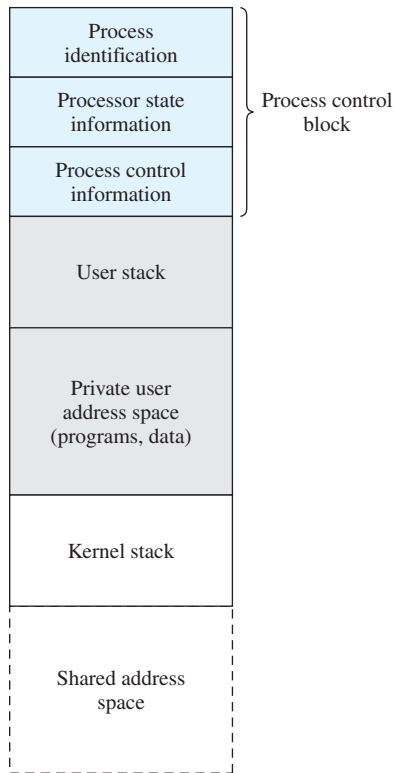 Process
identification
Processor state
information
Process control
block
Process control
information
User stack
Private user
address space
(programs, data)
Kernel stack
Shared address
space